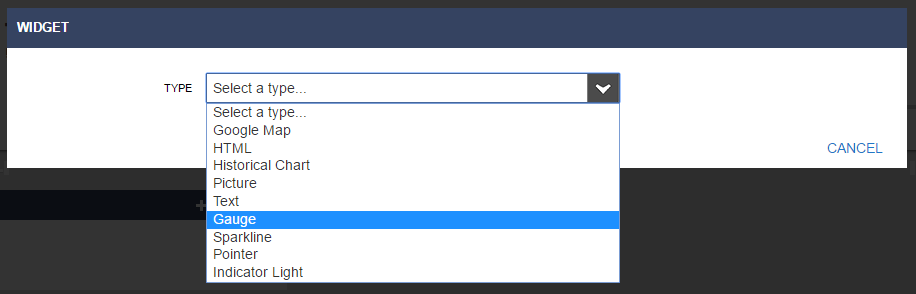 WIDGET
TYPE Select a type...
Select a type...
Google Map
HTML
Historical Chart
CANCEL
Picture
Text
Gauge
Sparkline
Pointer
Indicator Light